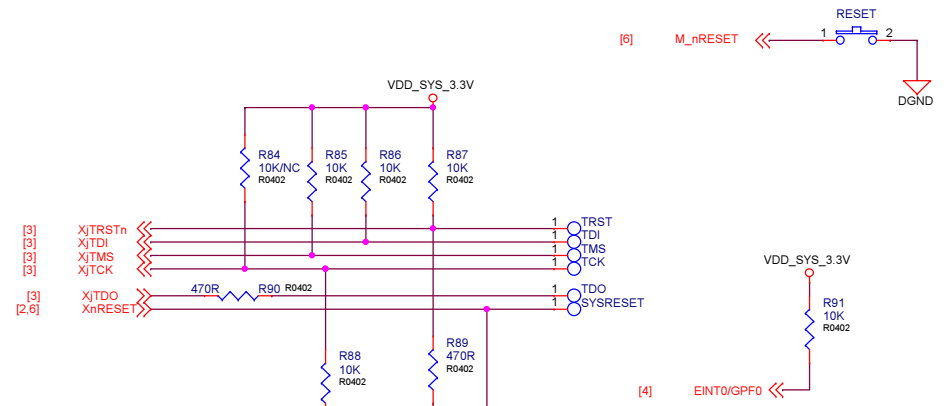 RESET
[6] M_nRESET 1 2
DGND
VDD_SYS_3.3V
R84
10K/NC
R0402
R85
10K
R0402
R86
10K
R0402
R87
10K
R0402
[3] XjTRSTn 1 TRST
[3] XjTDI 1 TDI
[3] XjTMS 1 TMS
[3] XjTCK 1 TCK
[3] XjTDO 470R R90 R0402 1 TDO
[2,6] XnRESET 1 SYSRESET
R88
10K
R0402
R89
470R
R0402
VDD_SYS_3.3V
R91
10K
R0402
[4] EINT0/GPF0